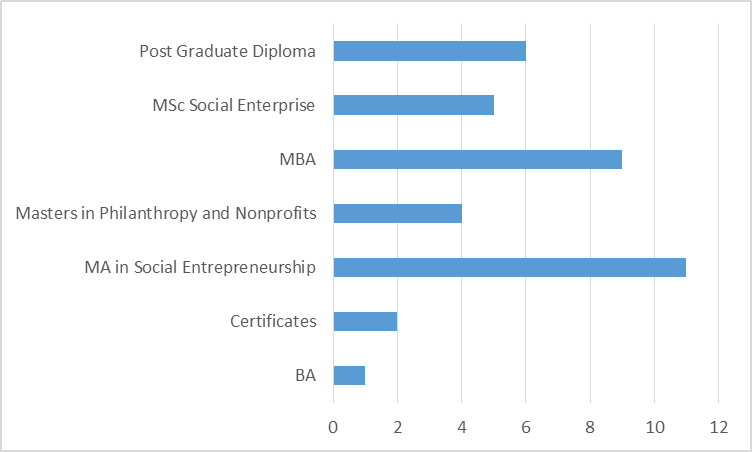 Post Graduate Diploma
MSc Social Enterprise
MBA
Masters in Philanthropy and Nonprofits
MA in Social Entrepreneurship
Certificates
BA
0 2 4 6 8 10 12